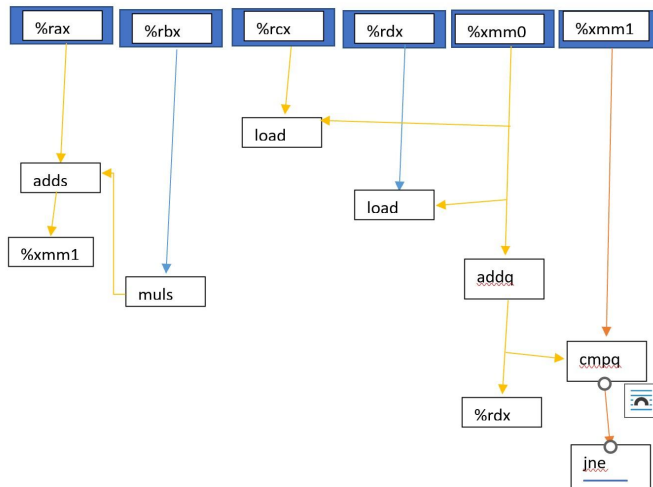 %rax %rbx %rcx %rdx %xmm0 %xmm1
load
adds
load
%xmm1
addq
muls
cmpq
%rdx
jne